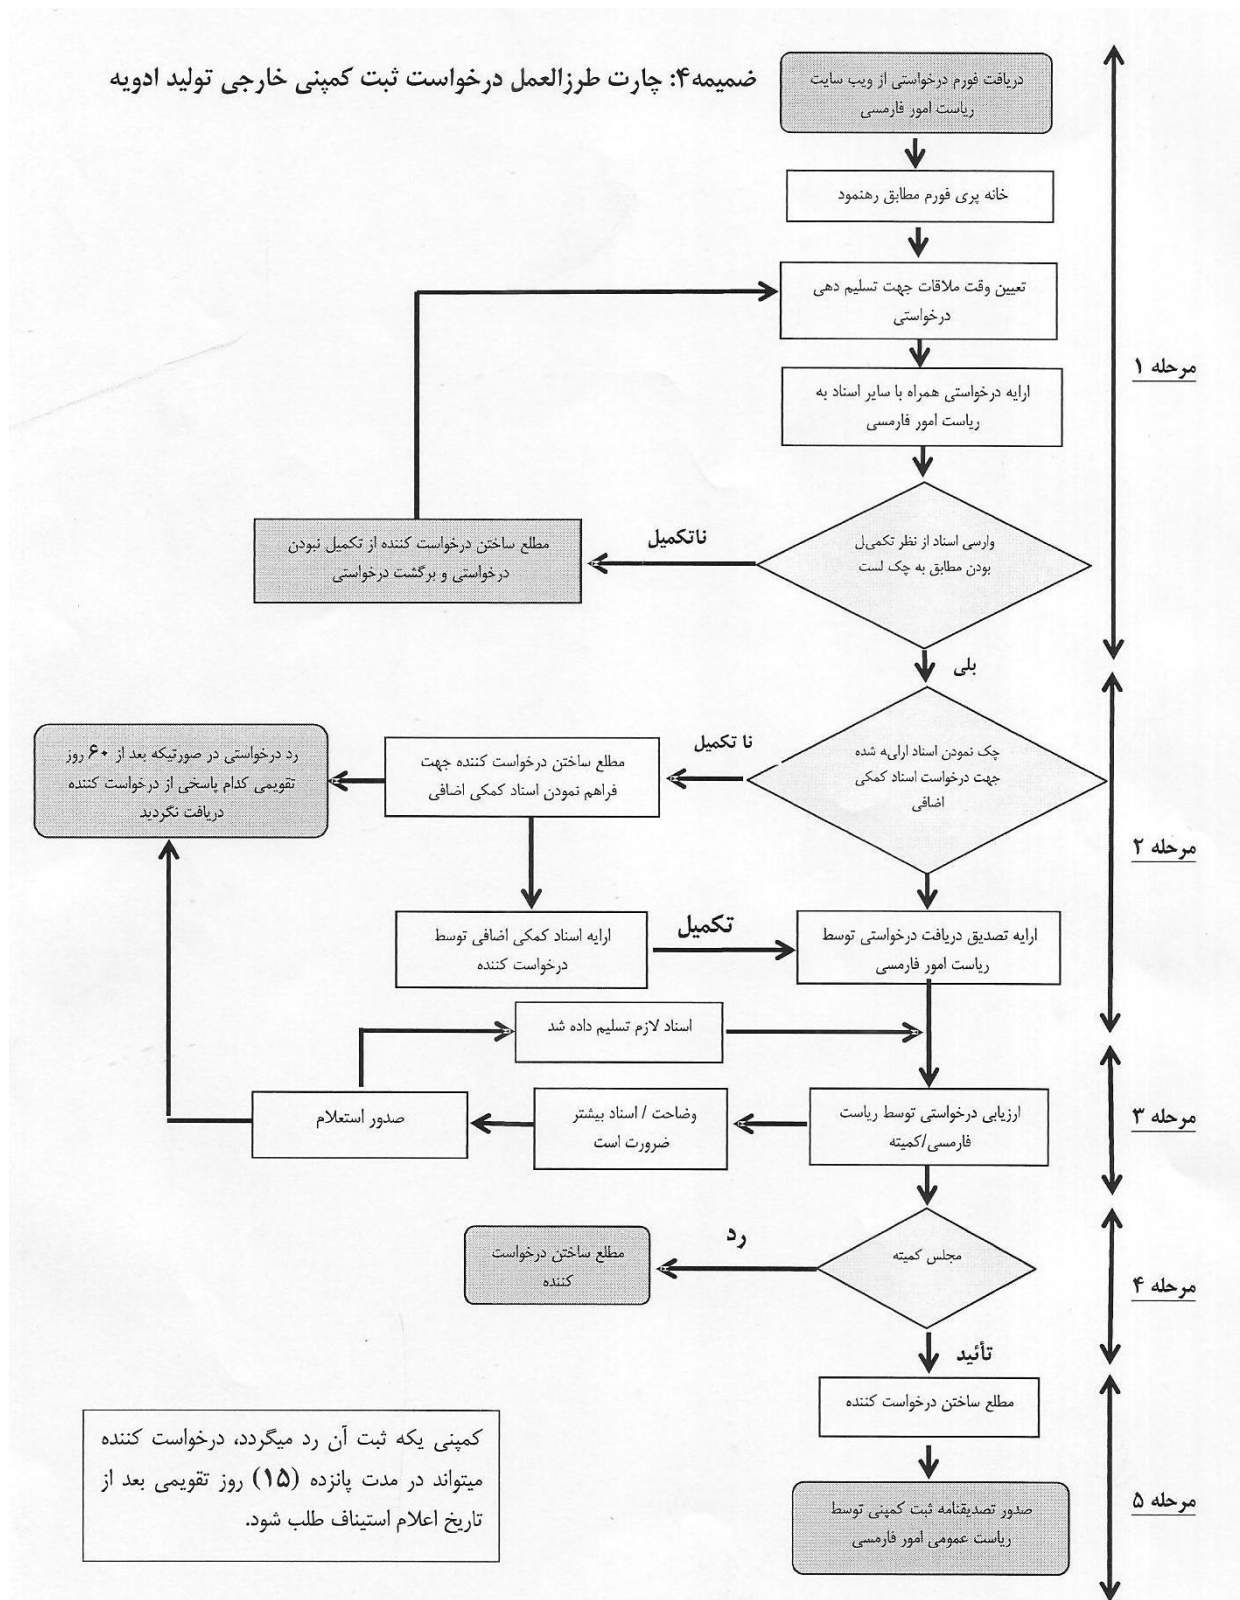 ضمیمه۴: چارت طرزالعمل درخواست ثبت کمپنی خارجی تولید ادویه
دریافت فورم درخواستی از ویب سایت
ریاست امور فارمسی
خانه پری فورم مطابق رهنمود
تعیین وقت ملاقات جهت تسلیم دهی
درخواستی
مرحله ۱
ارایه درخواستی همراه با سایر اسناد به
ریاست امور فارمسی
وارسی اسناد از نظر تکمیل
بودن مطابق به چک لست
ناتکمیل
مطلع ساختن درخواست کننده از تکمیل نبودن
درخواستی و برگشت درخواستی
بلی
چک نمودن اسناد ارایه شده
جهت درخواست اسناد کمکی
اضافی
نا تکمیل
مطلع ساختن درخواست کننده جهت
فراهم نمودن اسناد کمکی اضافی
رد درخواستی در صورتیکه بعد از ۶۰ روز
تقویمی کدام پاسخی از درخواست کننده
دریافت نگردید
مرحله ۲
ارایه تصدیق دریافت درخواستی توسط
ریاست امور فارمسی
تکمیل
ارایه اسناد کمکی اضافی توسط
درخواست کننده
اسناد لازم تسلیم داده شد
مرحله ۳
ارزیابی درخواستی توسط ریاست
فارمسی/کمیته
وضاحت / اسناد بیشتر
ضرورت است
صدور استعلام
مجلس کمیته
رد
مطلع ساختن درخواست
کننده
مرحله ۴
تأئید
مطلع ساختن درخواست کننده
صدور تصدیقنامه ثبت کمپنی توسط
ریاست عمومی امور فارمسی
مرحله ۵
کمپنی یکه ثبت آن رد میگردد، درخواست کننده
میتواند در مدت پانزده (۱۵) روز تقویمی بعد از
تاریخ اعلام استیناف طلب شود.